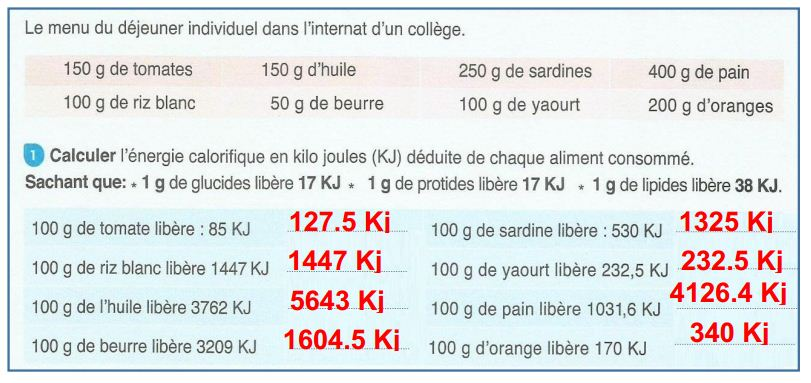 Le menu du déjeuner individuel dans l'internat d'un collège.
150 g de tomates 150 g d'huile 250 g de sardines 400 g de pain
100 g de riz blanc 50 g de beurre 100 g de yaourt 200 g d'oranges
1 Calculer l'énergie calorifique en kilo joules (KJ) déduite de chaque aliment consommé.
Sachant que: * 1 g de glucides libère 17 KJ * 1 g de protides libère 17 KJ * 1 g de lipides libère 38 KJ.
100 g de tomate libère : 85 KJ 127.5 Kj 100 g de sardine libère : 530 KJ 1325 Kj
100 g de riz blanc libère 1447 KJ 1447 Kj 100 g de yaourt libère 232,5 KJ 232.5 Kj
100 g de l'huile libère 3762 KJ 5643 Kj 100 g de pain libère 1031,6 KJ 4126.4 Kj
100 g de beurre libère 3209 KJ 1604.5 Kj 100 g d'orange libère 170 KJ 340 Kj